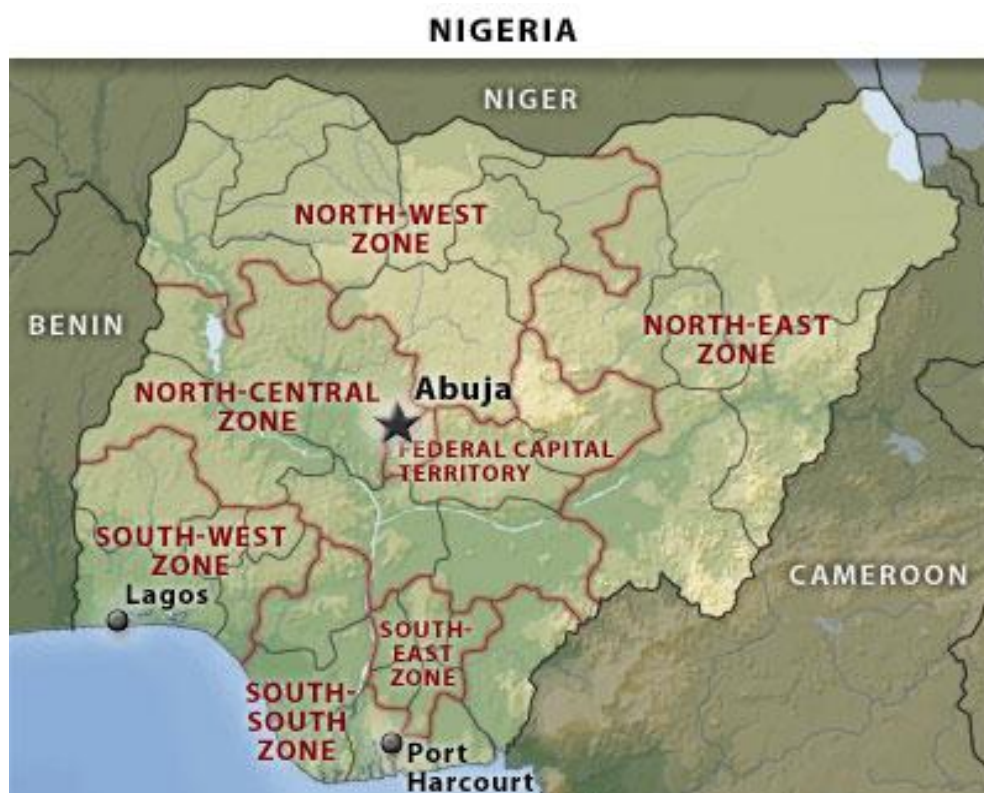 NIGERIA
NIGER
NORTH-WEST
ZONE
BENIN
NORTH-EAST
ZONE
NORTH-CENTRAL
ZONE
Abuja
FEDERAL CAPITAL
TERRITORY
SOUTH-WEST
ZONE
Lagos
CAMEROON
SOUTH-
EAST
ZONE
SOUTH-
SOUTH
ZONE
Port
Harcourt